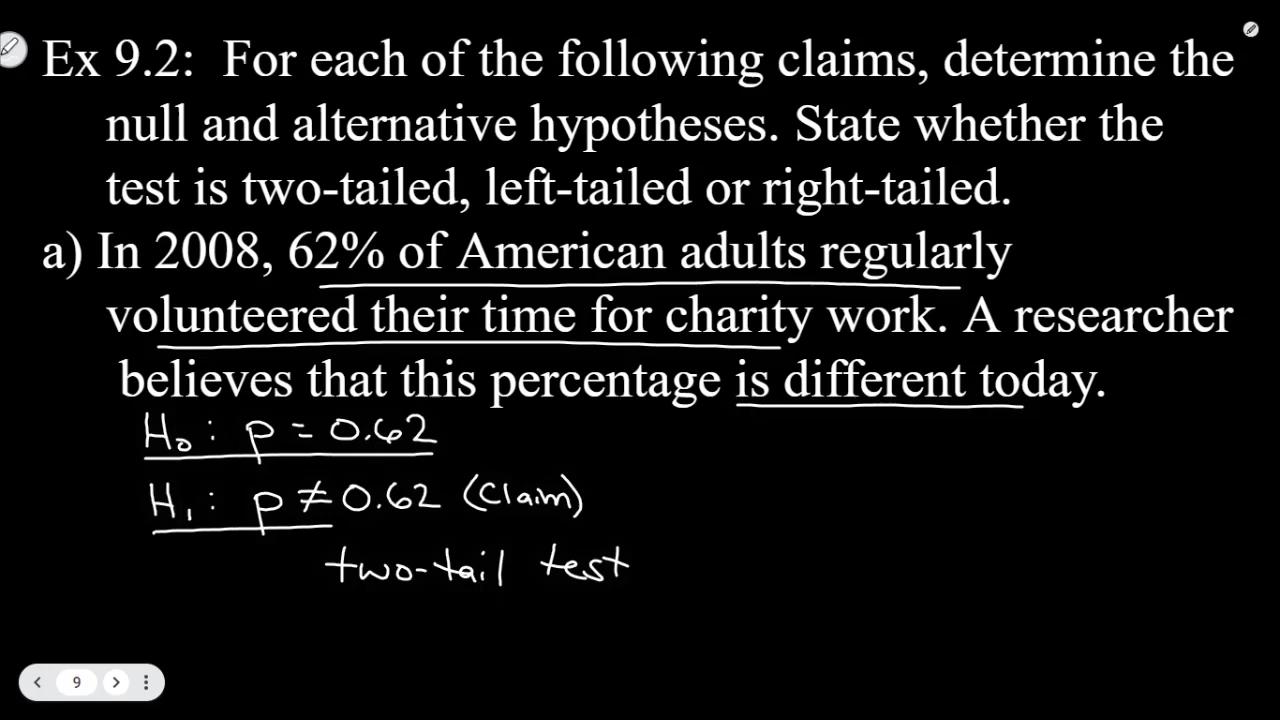 Ex 9.2: For each of the following claims, determine the
null and alternative hypotheses. State whether the
test is two-tailed, left-tailed or right-tailed.
a) In 2008, 62% of American adults regularly
volunteered their time for charity work. A researcher
believes that this percentage is different today.
H₀ : p = 0.62
H₁ : p ≠ 0.62 (Claim)
two-tail test
9